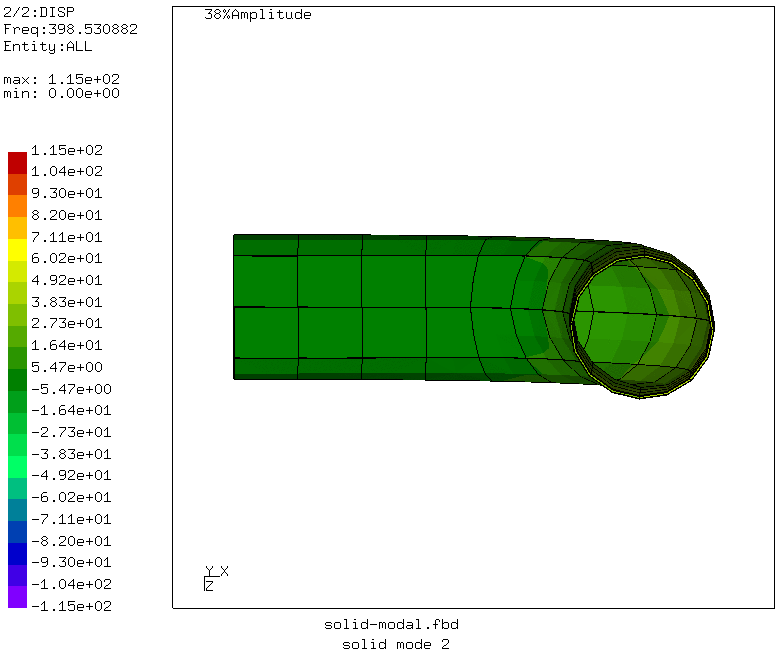 2/2:DISP
Freq:398.530882
Entity:ALL
max: 1.15e+02
min: 0.00e+00
1.15e+02
1.04e+02
9.30e+01
8.20e+01
7.11e+01
6.02e+01
4.92e+01
3.83e+01
2.73e+01
1.64e+01
5.47e+00
-5.47e+00
-1.64e+01
-2.73e+01
-3.83e+01
-4.92e+01
-6.02e+01
-7.11e+01
-8.20e+01
-9.30e+01
-1.04e+02
-1.15e+02
38%Amplitude
Y X
Z
solid-modal.fbd
solid mode 2